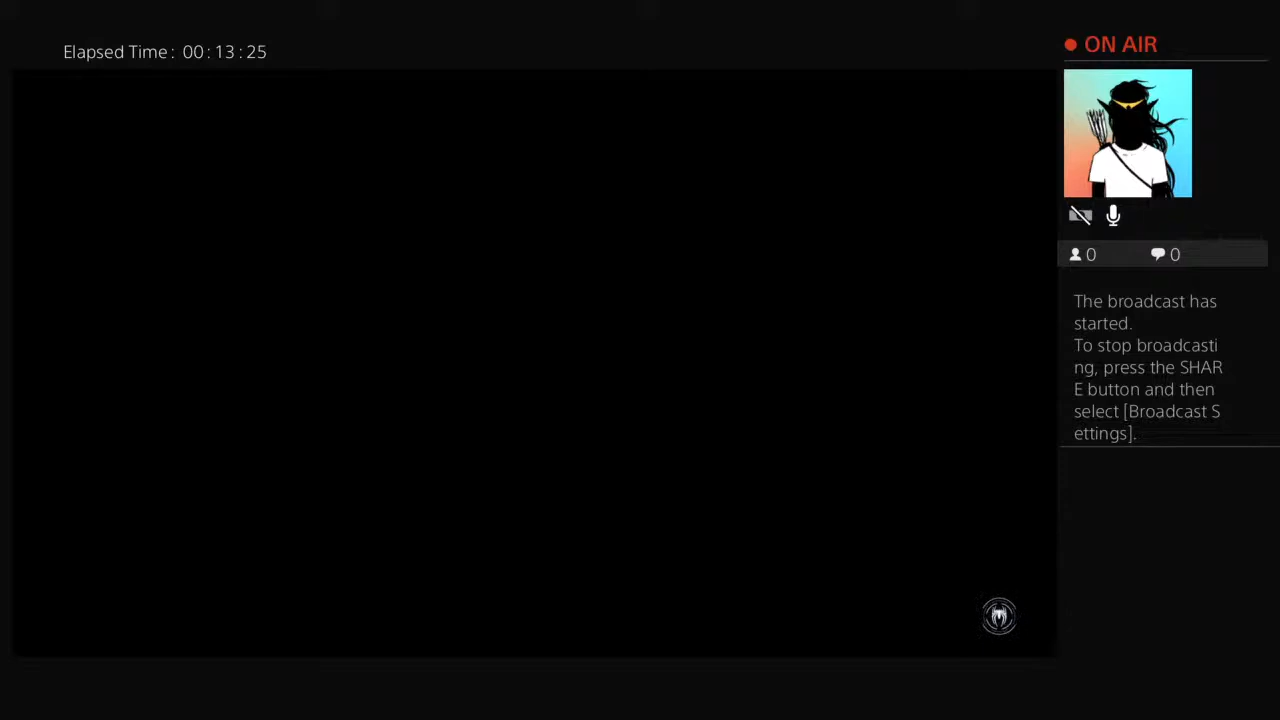 Elapsed Time: 00:13:25
ON AIR
0 0
The broadcast has
started.
To stop broadcasti
ng, press the SHAR
E button and then
select [Broadcast S
ettings].